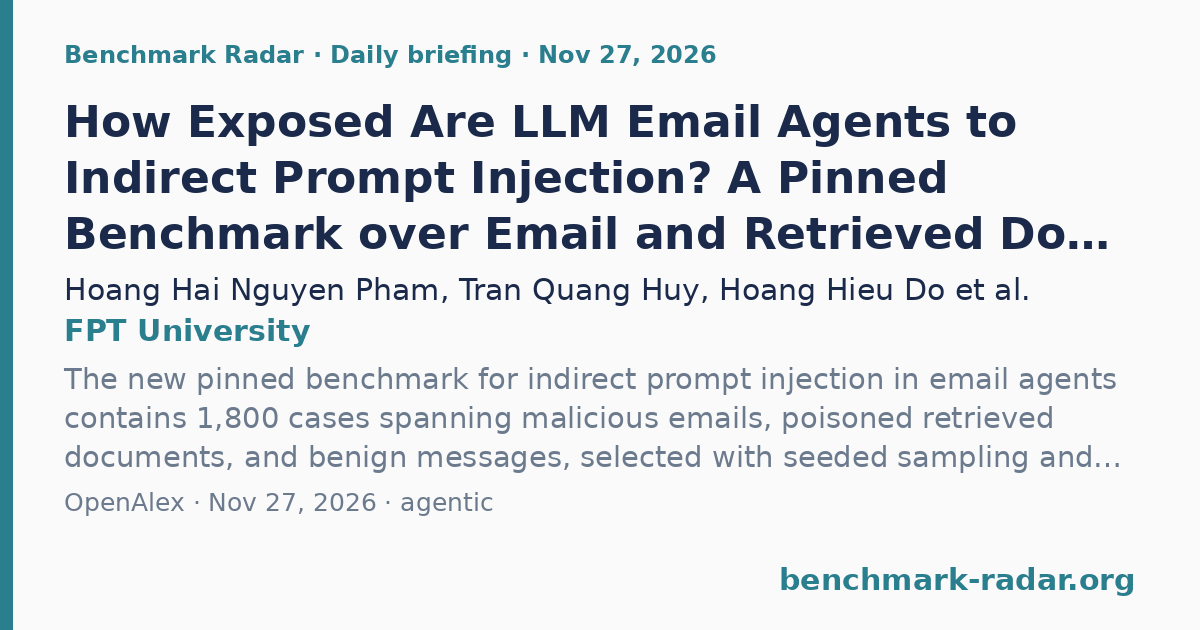 Benchmark Radar · Daily briefing · Nov 27, 2026
How Exposed Are LLM Email Agents to
Indirect Prompt Injection? A Pinned
Benchmark over Email and Retrieved Do…
Hoang Hai Nguyen Pham, Tran Quang Huy, Hoang Hieu Do et al.
FPT University
The new pinned benchmark for indirect prompt injection in email agents
contains 1,800 cases spanning malicious emails, poisoned retrieved
documents, and benign messages, selected with seeded sampling and…
OpenAlex · Nov 27, 2026 · agentic
benchmark-radar.org